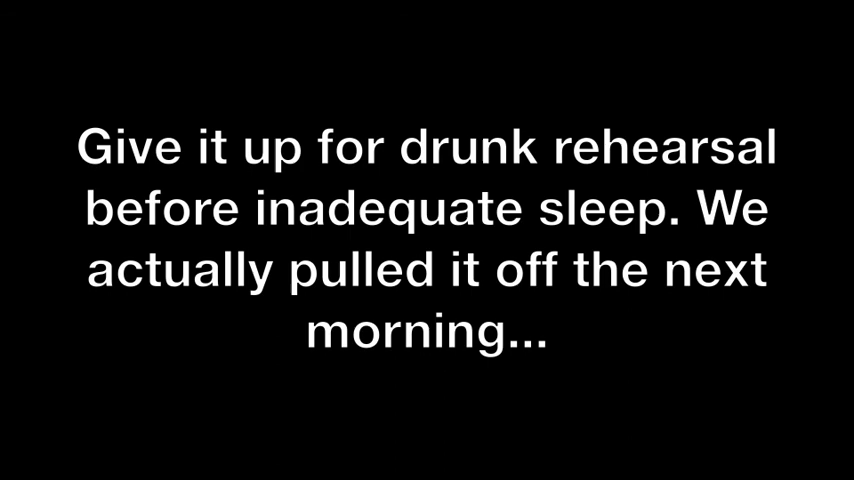 Give it up for drunk rehearsal
before inadequate sleep. We
actually pulled it off the next
morning...